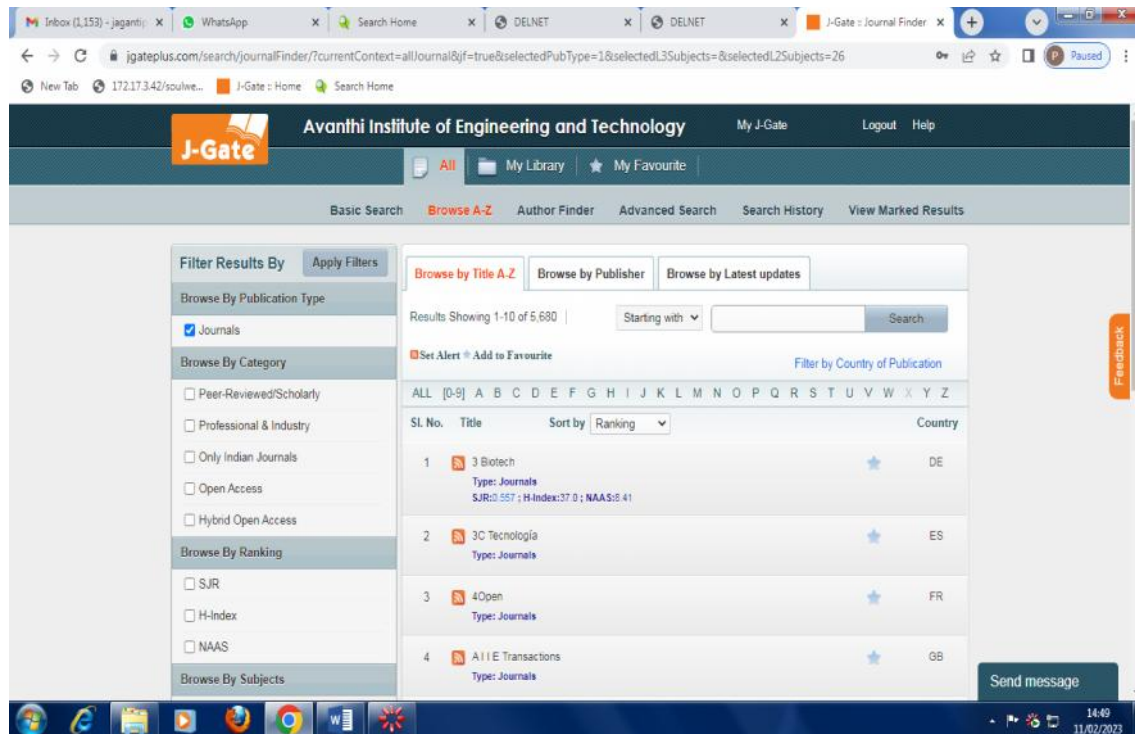 Inbox (1,153) - jagantip
WhatsApp
Search Home
DELNET
DELNET
J-Gate :: Journal Finder
jgateplus.com/search/journalFinder/?currentContext=allJournal&jf=true&selectedPubType=1&selectedL3Subjects=&selectedL2Subjects=26
Paused
New Tab
172.17.3.42/soulwe...
J-Gate :: Home
Search Home
J-Gate
Avanthi Institute of Engineering and Technology
My J-Gate
Logout
Help
All
My Library
My Favourite
Basic Search
Browse A-Z
Author Finder
Advanced Search
Search History
View Marked Results
Filter Results By
Apply Filters
Browse By Publication Type
Journals
Browse By Category
Peer-Reviewed/Scholarly
Professional & Industry
Only Indian Journals
Open Access
Hybrid Open Access
Browse By Ranking
SJR
H-Index
NAAS
Browse By Subjects
Browse by Title A-Z
Browse by Publisher
Browse by Latest updates
Results Showing 1-10 of 5,680 |
Starting with
Search
Set Alert
Add to Favourite
Filter by Country of Publication
ALL [0-9] A B C D E F G H I J K L M N O P Q R S T U V W X Y Z
Sl. No. Title Sort by Ranking Country
1 3 Biotech DE
Type: Journals
SJR:0.557 ; H-Index:37.0 ; NAAS:8.41
2 3C Tecnología ES
Type: Journals
3 4Open FR
Type: Journals
4 A I I E Transactions GB
Type: Journals
Feedback
Send message
14:49
11/02/2023